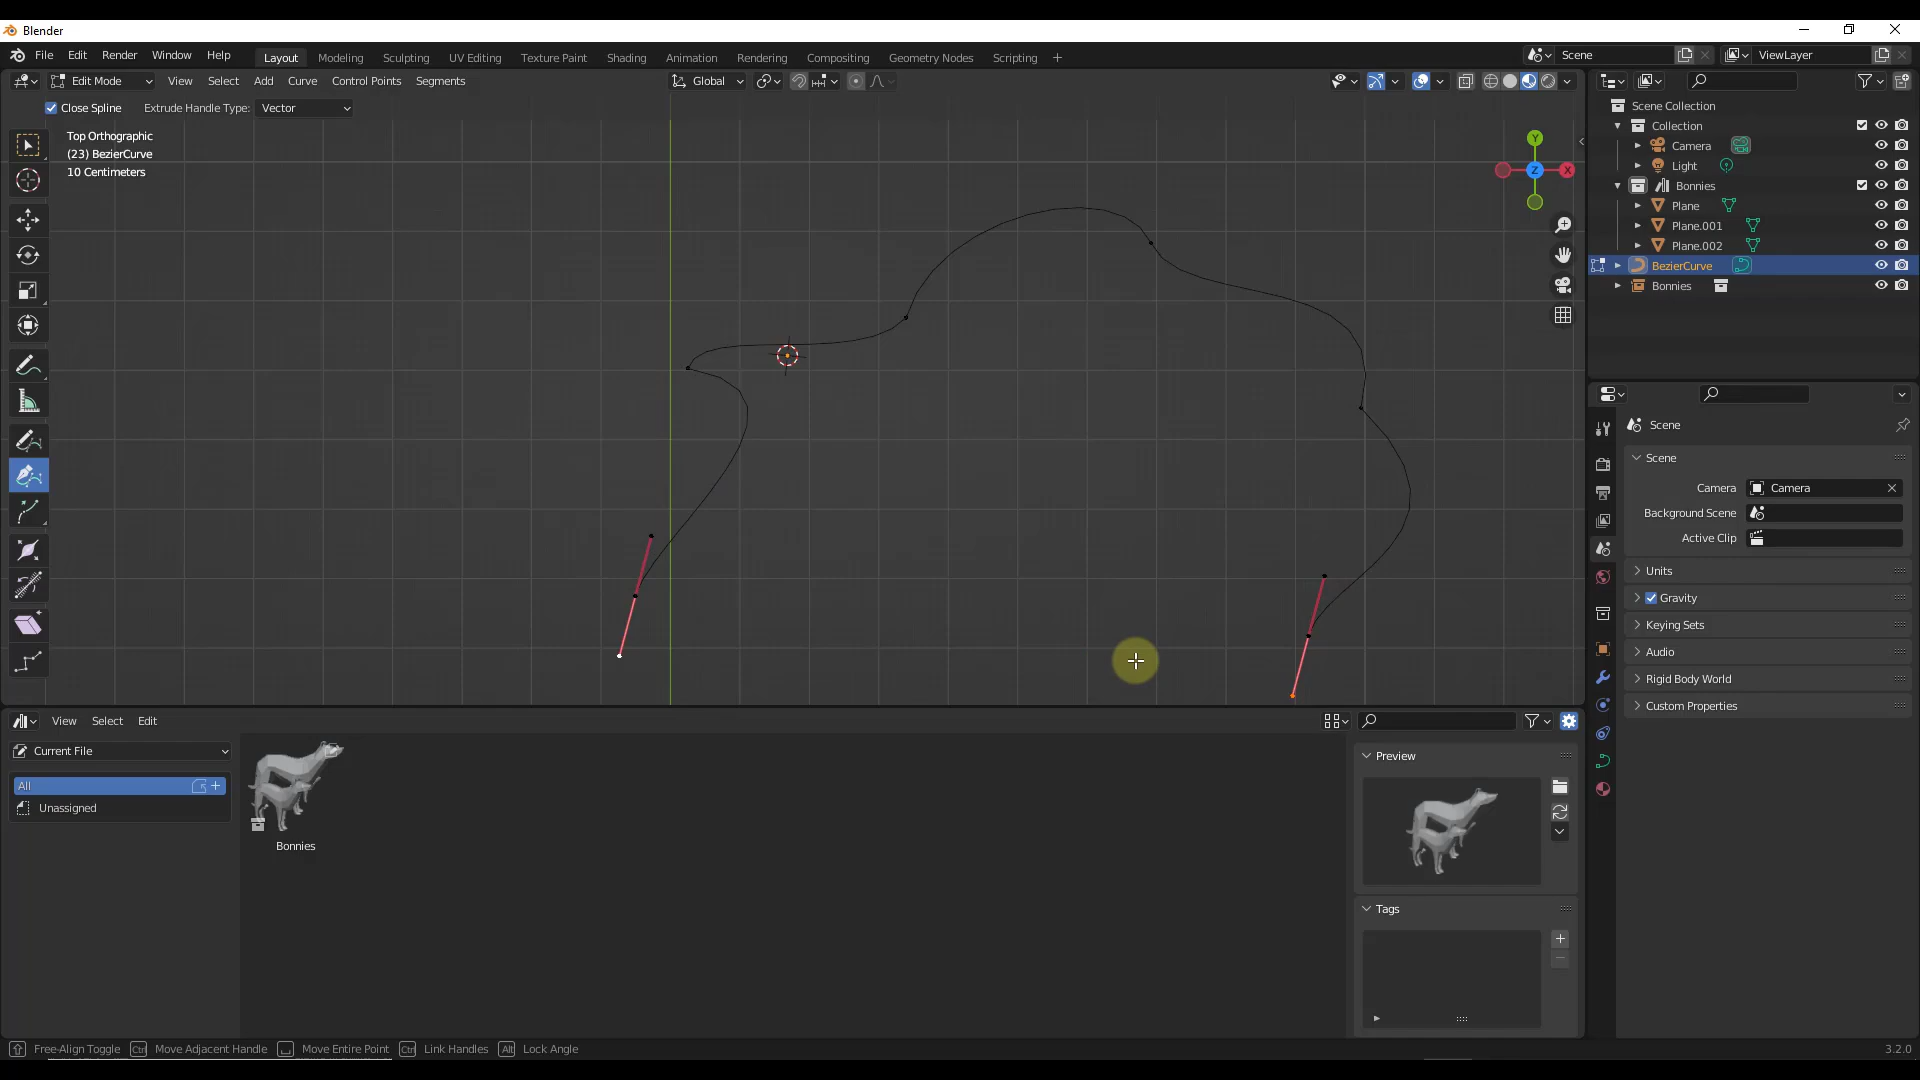 Blender
File Edit Render Window Help Layout Modeling Sculpting UV Editing Texture Paint Shading Animation Rendering Compositing Geometry Nodes Scripting + Scene ViewLayer
Edit Mode View Select Add Curve Control Points Segments Global
Close Spline Extrude Handle Type: Vector
Top Orthographic
(23) BezierCurve
10 Centimeters
Y
Z X
Scene Collection
Collection
Camera
Light
Bonnies
Plane
Plane.001
Plane.002
BezierCurve
Bonnies
Scene
Scene
Camera Camera
Background Scene
Active Clip
Units
Gravity
Keying Sets
Audio
Rigid Body World
Custom Properties
View Select Edit
Current File
All
Unassigned
Bonnies
Preview
Tags
Free-Align Toggle Ctrl Move Adjacent Handle Move Entire Point Ctrl Link Handles Alt Lock Angle 3.2.0